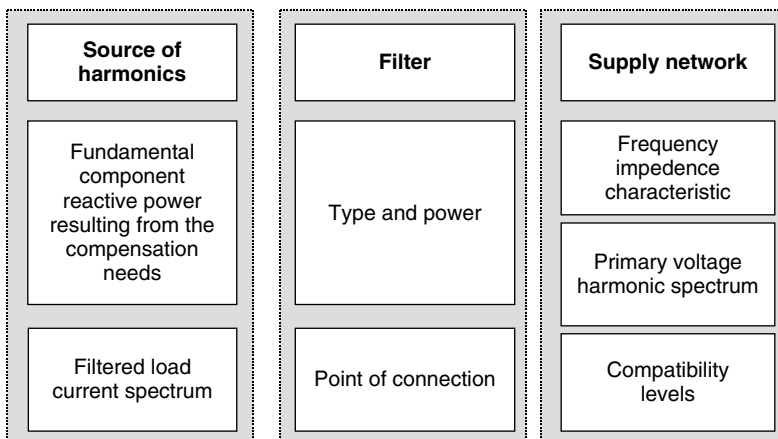 Source of
harmonics
Fundamental
component
reactive power
resulting from the
compensation
needs
Filtered load
current spectrum
Filter
Type and power
Point of connection
Supply network
Frequency
impedence
characteristic
Primary voltage
harmonic spectrum
Compatibility
levels